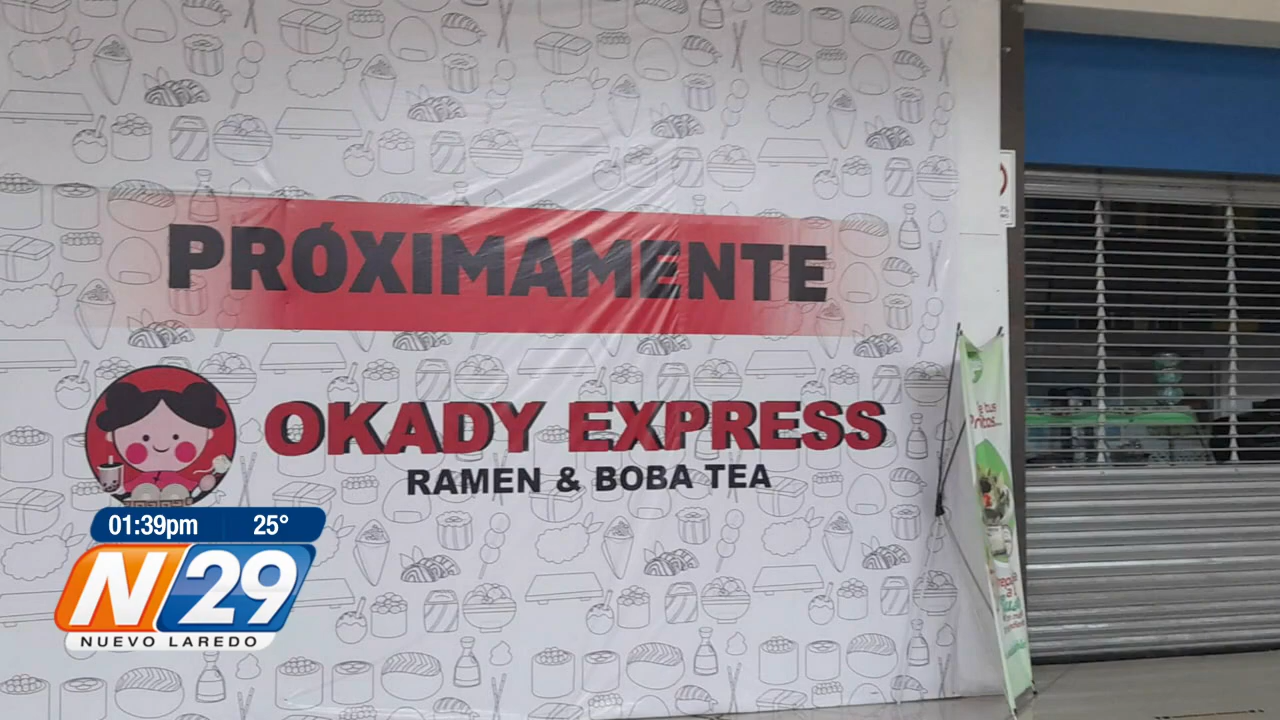 PRÓXIMAMENTE
OKADY EXPRESS
RAMEN & BOBA TEA
01:39pm 25°
N29
NUEVO LAREDO